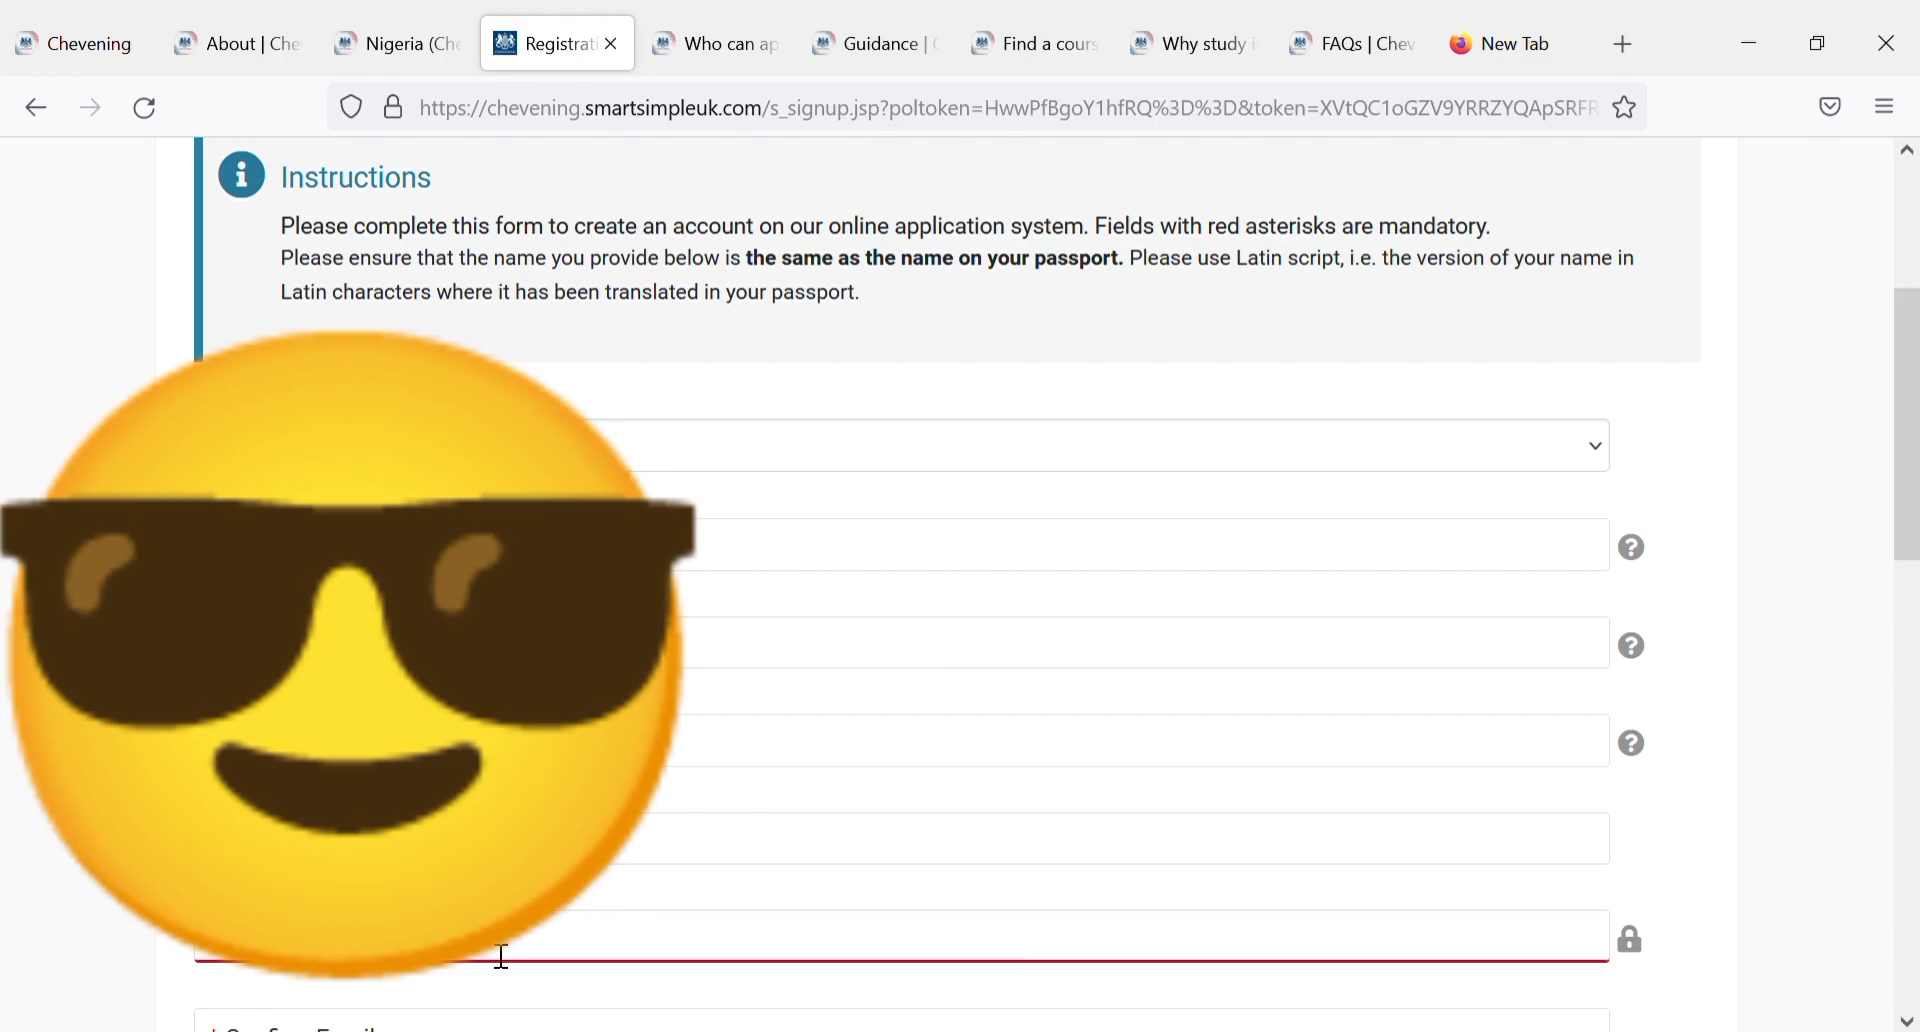 Chevening
About | Che
Nigeria (Che
Registrati
Who can ap
Guidance | C
Find a cours
Why study i
FAQs | Chev
New Tab
https://chevening.smartsimpleuk.com/s_signup.jsp?poltoken=HwwPfBgoY1hfRQ%3D%3D&token=XVtQC1oGZV9YRRZYQApSRFR
Instructions
Please complete this form to create an account on our online application system. Fields with red asterisks are mandatory.
Please ensure that the name you provide below is the same as the name on your passport. Please use Latin script, i.e. the version of your name in
Latin characters where it has been translated in your passport.